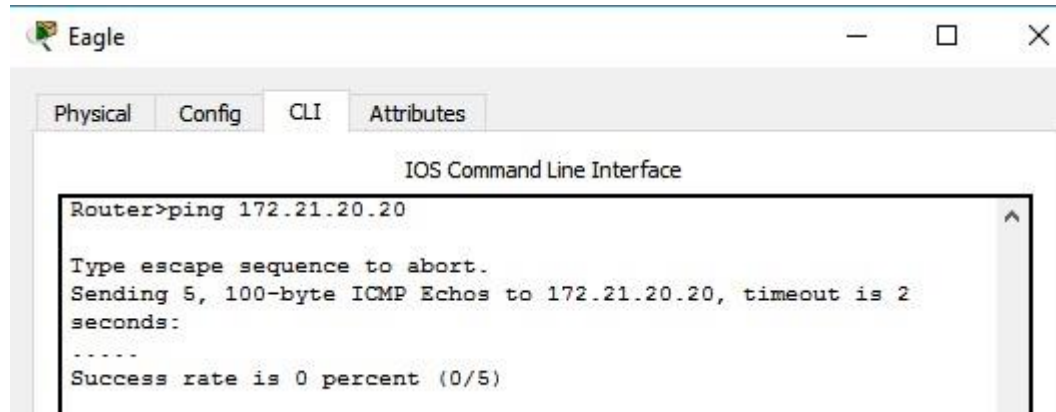 Eagle
Physical Config CLI Attributes
IOS Command Line Interface
Router>ping 172.21.20.20
Type escape sequence to abort.
Sending 5, 100-byte ICMP Echos to 172.21.20.20, timeout is 2
seconds:
.....
Success rate is 0 percent (0/5)